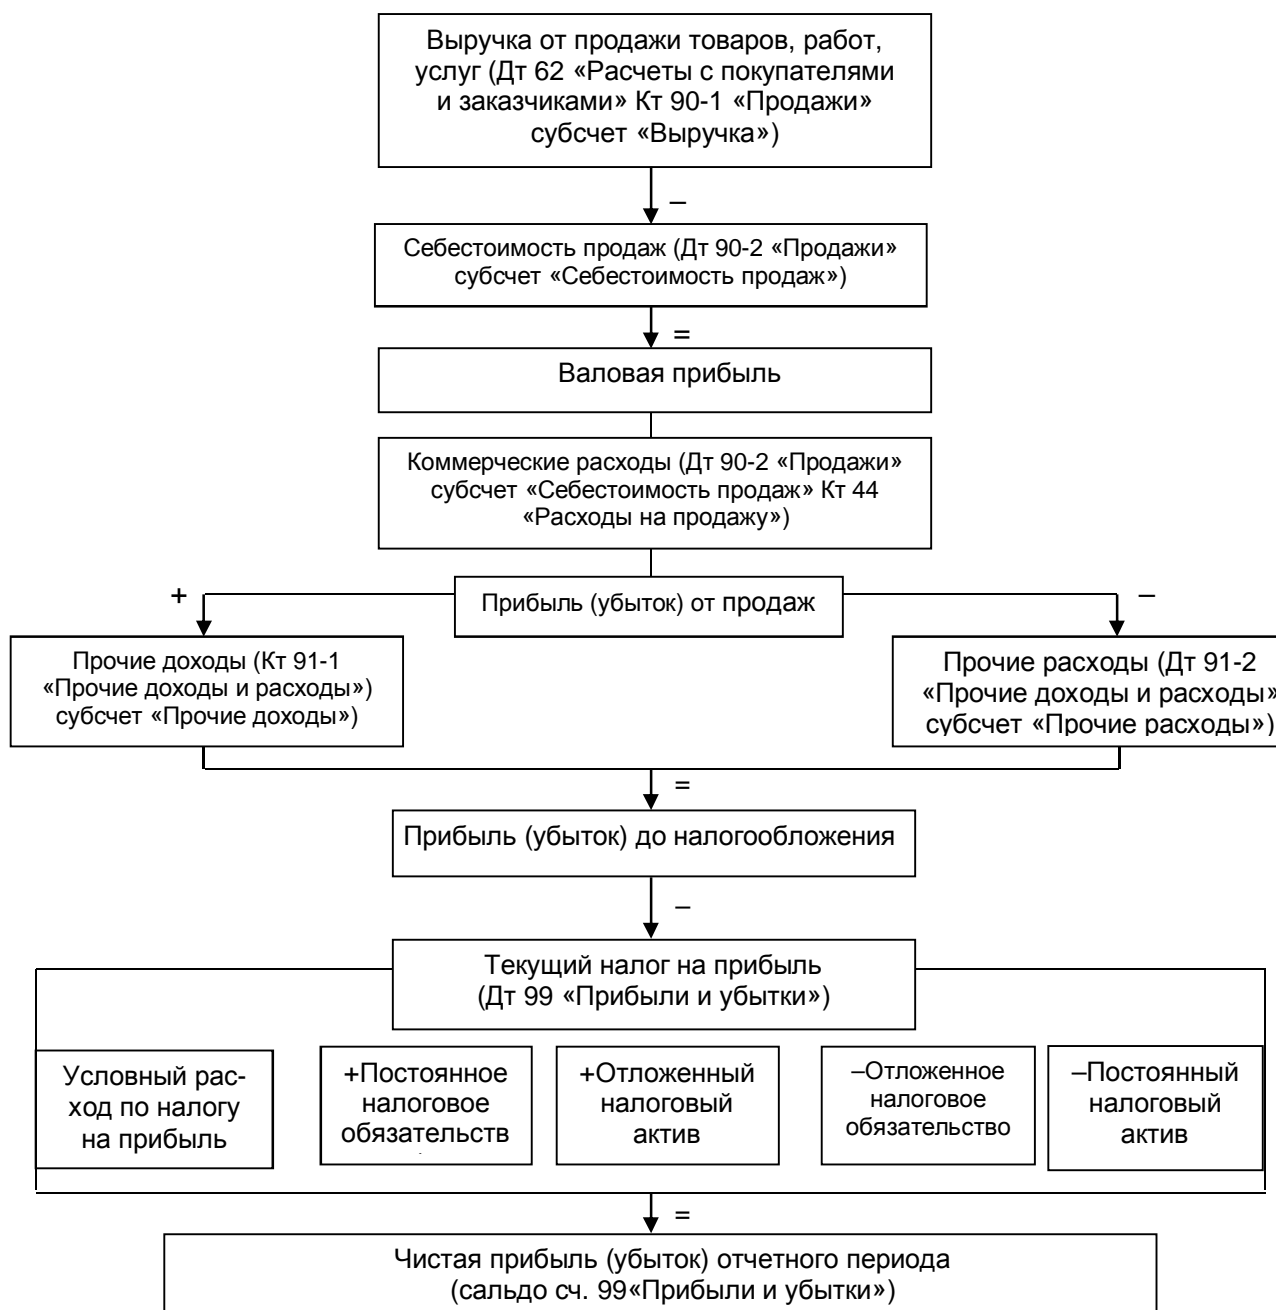 Выручка от продажи товаров, работ,
услуг (Дт 62 «Расчеты с покупателями
и заказчиками» Кт 90-1 «Продажи»
субсчет «Выручка»)
–
Себестоимость продаж (Дт 90-2 «Продажи»
субсчет «Себестоимость продаж»)
=
Валовая прибыль
Коммерческие расходы (Дт 90-2 «Продажи»
субсчет «Себестоимость продаж» Кт 44
«Расходы на продажу»)
+
Прибыль (убыток) от продаж
–
Прочие доходы (Кт 91-1
«Прочие доходы и расходы»)
субсчет «Прочие доходы»)
Прочие расходы (Дт 91-2
«Прочие доходы и расходы»
субсчет «Прочие расходы»)
=
Прибыль (убыток) до налогообложения
–
Текущий налог на прибыль
(Дт 99 «Прибыли и убытки»)
Условный рас-
ход по налогу
на прибыль
+Постоянное
налоговое
обязательств
+Отложенный
налоговый
актив
–Отложенное
налоговое
обязательство
–Постоянный
налоговый
актив
=
Чистая прибыль (убыток) отчетного периода
(сальдо сч. 99«Прибыли и убытки»)